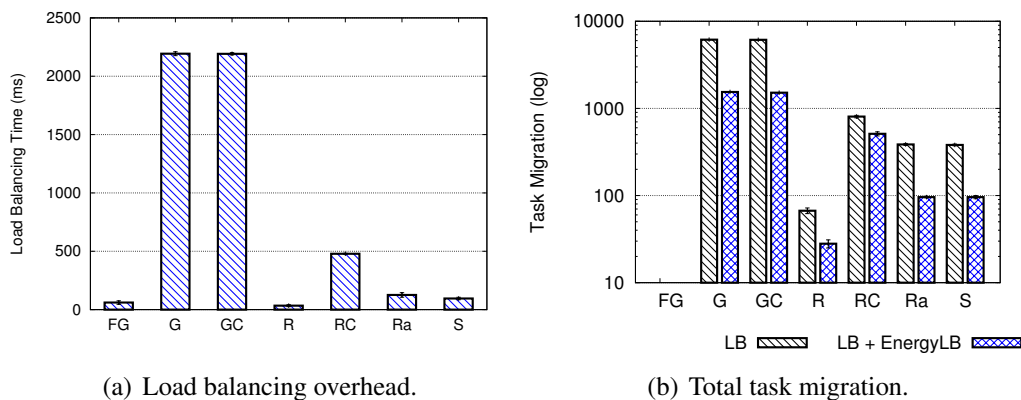 2500
2000
1500
1000
500
0
Load Balancing Time (ms)
FG G GC R RC Ra S
(a) Load balancing overhead.
10000
1000
100
10
Task Migration (log)
FG G GC R RC Ra S
LB LB + EnergyLB
(b) Total task migration.